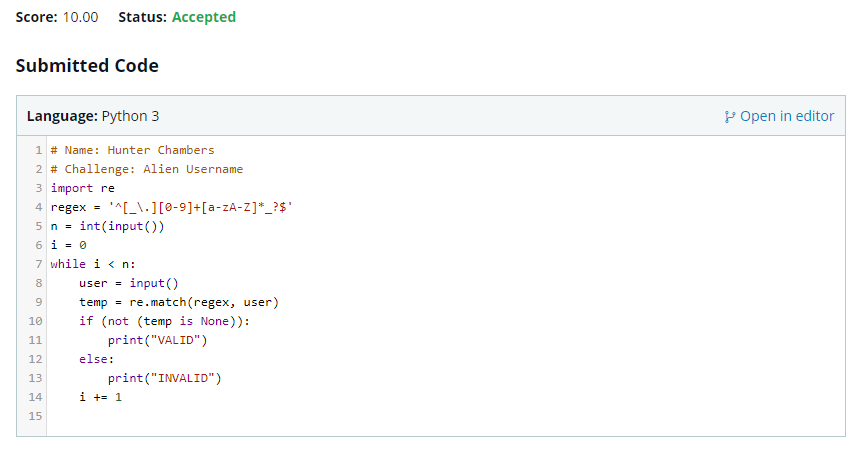 Score: 10.00 Status: Accepted
Submitted Code
Language: Python 3 Open in editor
1 # Name: Hunter Chambers
2 # Challenge: Alien Username
3 import re
4 regex = '^[_\.][0-9]+[a-zA-Z]*_?$'
5 n = int(input())
6 i = 0
7 while i < n:
8     user = input()
9     temp = re.match(regex, user)
10     if (not (temp is None)):
11         print("VALID")
12     else:
13         print("INVALID")
14     i += 1
15